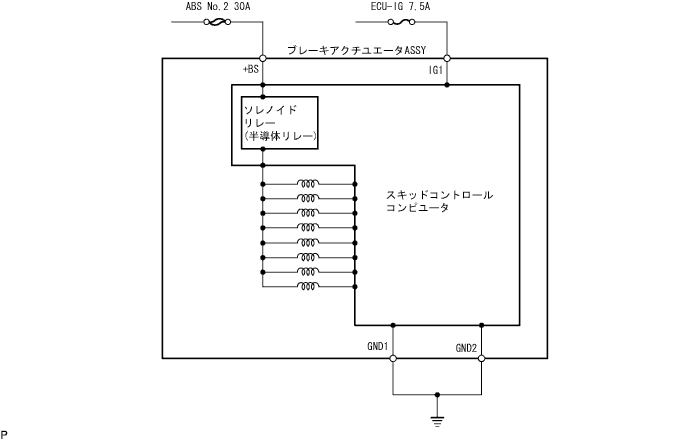 ABS No.2 30A
ECU-IG 7.5A
ブレーキアクチュエータASSY
+BS
IG1
ソレノイド
リレー
(半導体リレー)
スキッドコントロール
コンピュータ
GND1
GND2
P